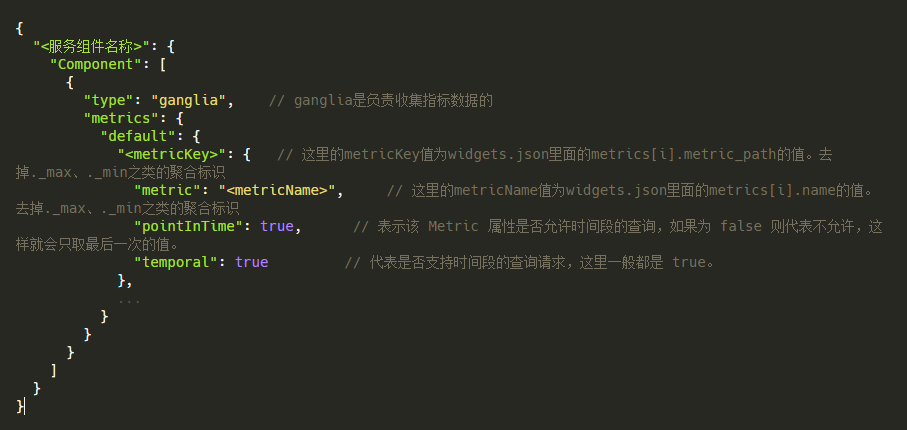 {
  "<服务组件名称>": {
    "Component": [
      {
        "type": "ganglia",    // ganglia是负责收集指标数据的
        "metrics": {
          "default": {
            "<metricKey>": {   // 这里的metricKey值为widgets.json里面的metrics[i].metric_path的值。去
掉._max、._min之类的聚合标识
              "metric": "<metricName>",     // 这里的metricName值为widgets.json里面的metrics[i].name的值。
去掉._max、._min之类的聚合标识
              "pointInTime": true,      // 表示该 Metric 属性是否允许时间段的查询，如果为 false 则代表不允许，这
样就会只取最后一次的值。
              "temporal": true         // 代表是否支持时间段的查询请求，这里一般都是 true。
            },
            ...
          }
        }
      }
    ]
  }
}